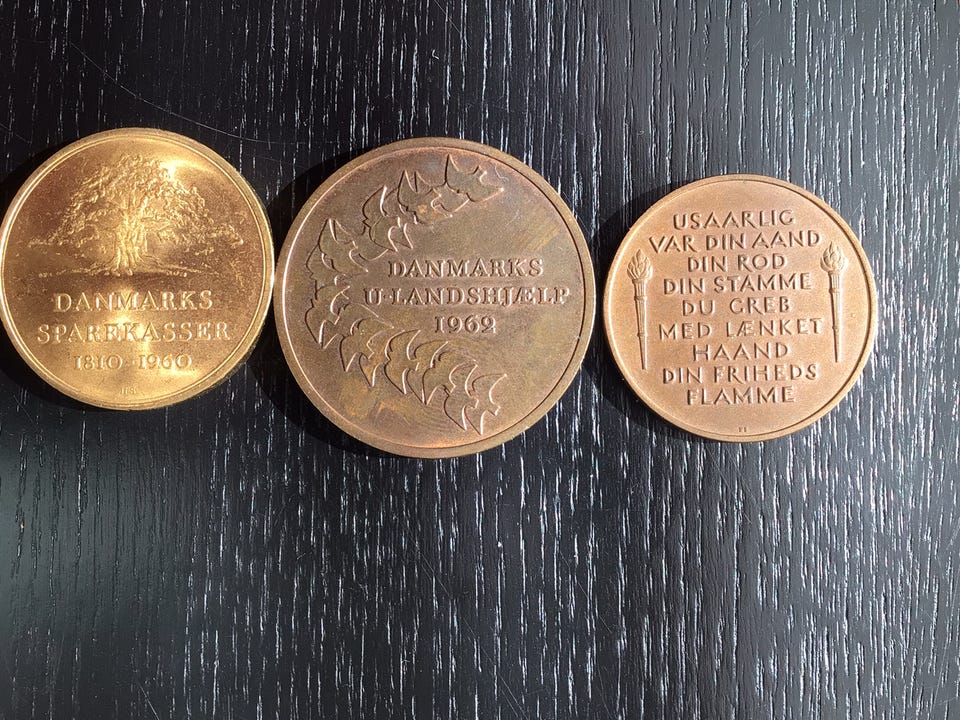 DANMARKS
SPAREKASSER
1810-1960
DANMARKS
U-LANDSHJÆLP
1962
USAARLIG
VAR DIN AAND
DIN ROD
DIN STAMME
DU GREB
MED LÆNKET
HAAND
DIN FRIHEDS
FLAMME